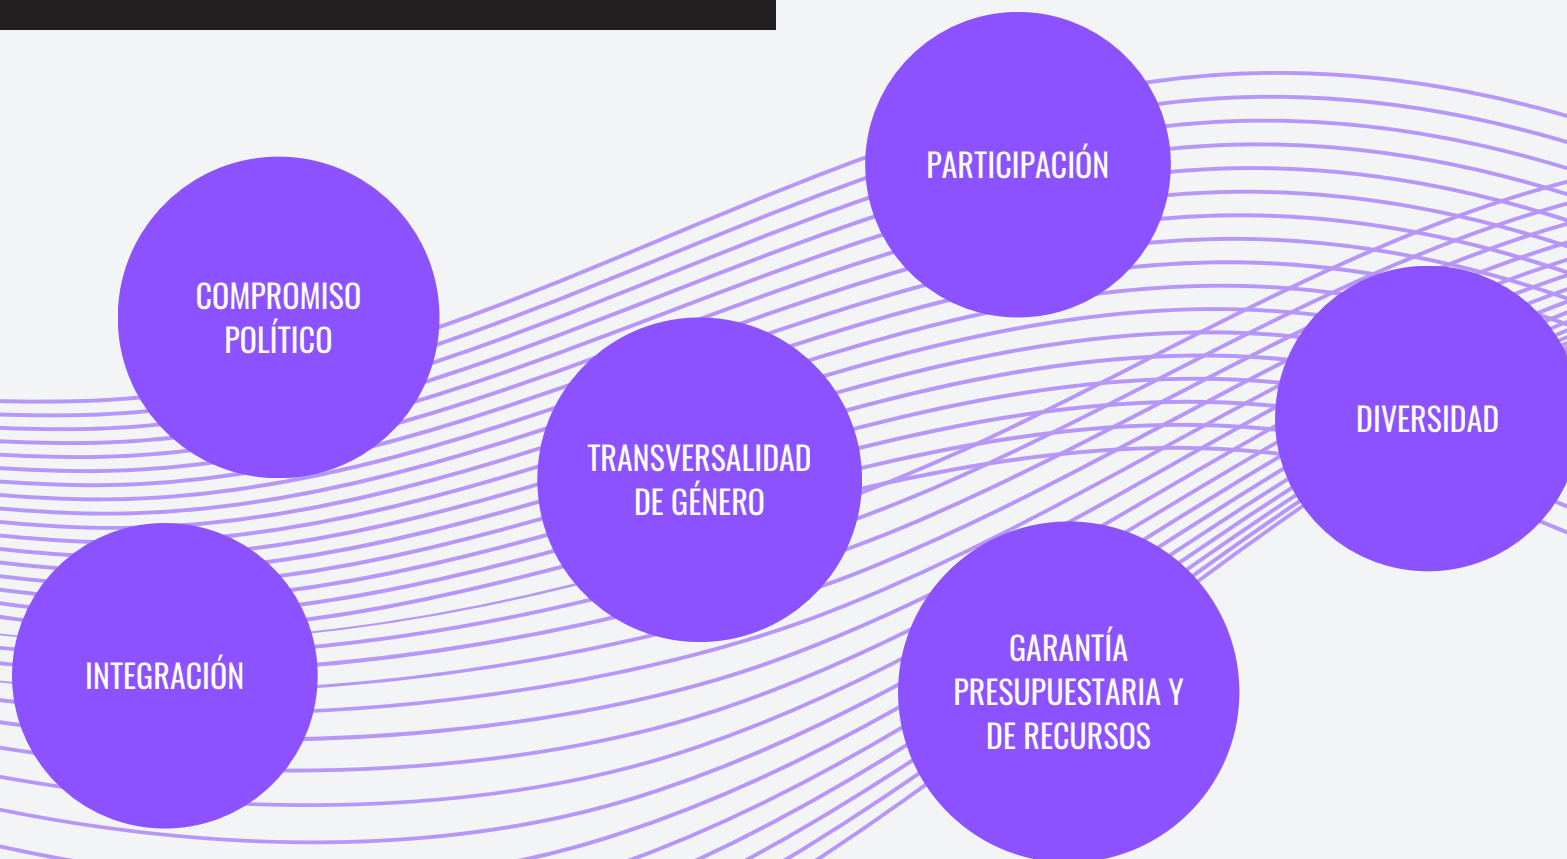 PARTICIPACIÓN
COMPROMISO
POLÍTICO
DIVERSIDAD
TRANSVERSALIDAD
DE GÉNERO
INTEGRACIÓN
GARANTÍA
PRESUPUESTARIA Y
DE RECURSOS